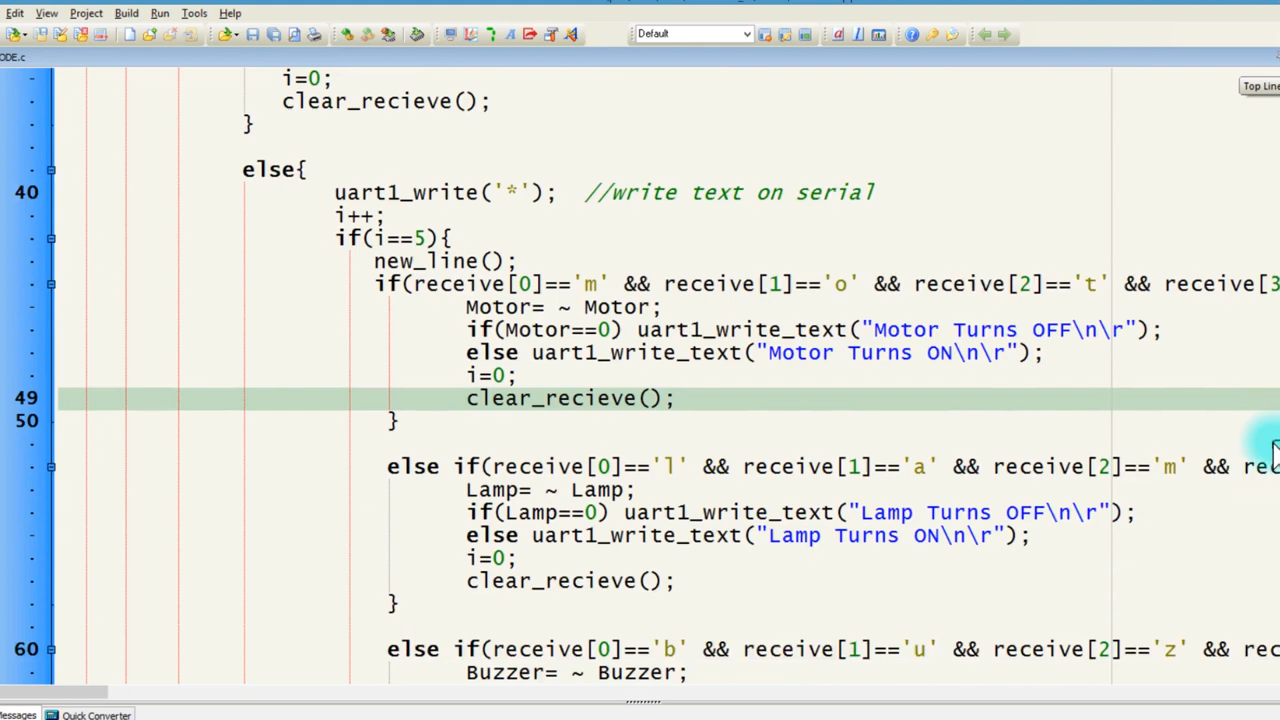 Edit View Project Build Run Tools Help
Default
ODE.c
Top Line
i=0;
clear_recieve();
}
else{
40 uart1_write('*'); //write text on serial
i++;
if(i==5){
new_line();
if(receive[0]=='m' && receive[1]=='o' && receive[2]=='t' && receive[3
Motor= ~ Motor;
if(Motor==0) uart1_write_text("Motor Turns OFF\n\r");
else uart1_write_text("Motor Turns ON\n\r");
i=0;
49 clear_recieve();
50 }
else if(receive[0]=='l' && receive[1]=='a' && receive[2]=='m' && rec
Lamp= ~ Lamp;
if(Lamp==0) uart1_write_text("Lamp Turns OFF\n\r");
else uart1_write_text("Lamp Turns ON\n\r");
i=0;
clear_recieve();
}
60 else if(receive[0]=='b' && receive[1]=='u' && receive[2]=='z' && rec
Buzzer= ~ Buzzer;
Messages Quick Converter